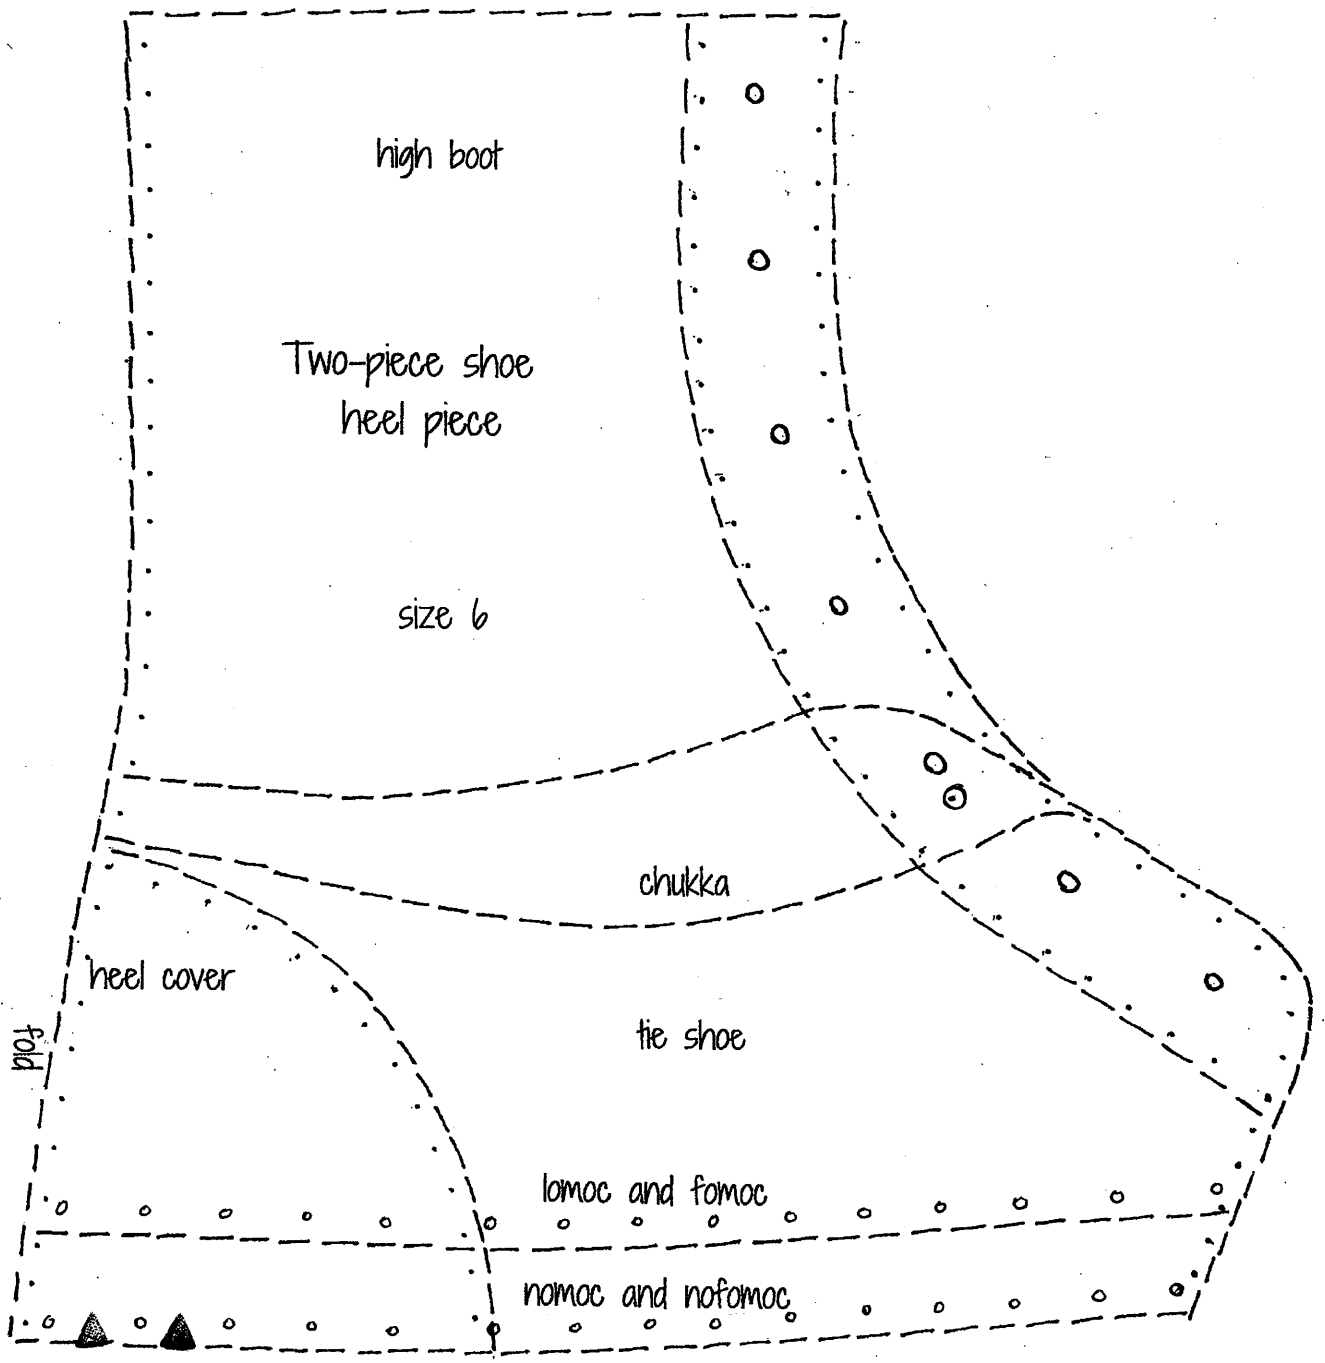 high boot
Two-piece shoe
heel piece
size 6
chukka
heel cover
tie shoe
fold
lomoc and fomoc
nomoc and nofomoc